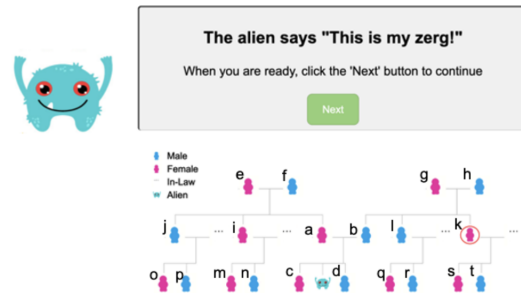 The alien says "This is my zerg!"
When you are ready, click the 'Next' button to continue
Next
Male
Female
In-Law
Alien
e f g h
j ... i ... a b l ... k ...
o p m n c d q r s t